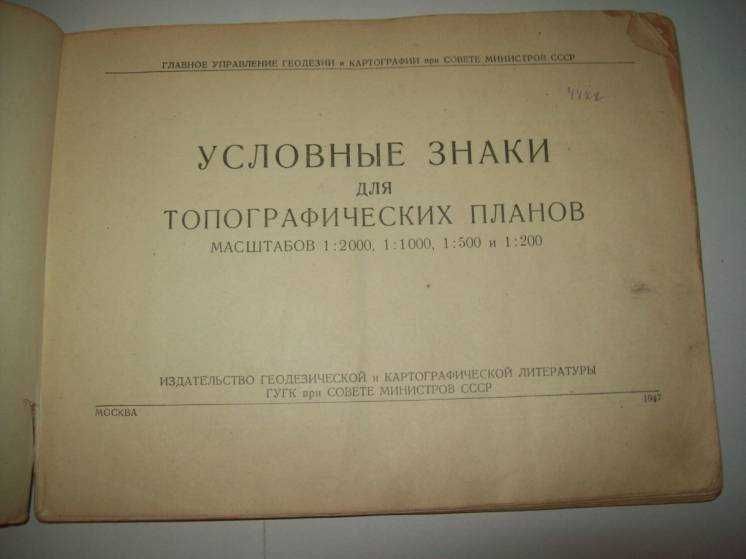 ГЛАВНОЕ УПРАВЛЕНИЕ ГЕОДЕЗИИ и КАРТОГРАФИИ при СОВЕТЕ МИНИСТРОВ СССР
УСЛОВНЫЕ ЗНАКИ
ДЛЯ
ТОПОГРАФИЧЕСКИХ ПЛАНОВ
МАСШТАБОВ 1:2000, 1:1000, 1:500 и 1:200
ИЗДАТЕЛЬСТВО ГЕОДЕЗИЧЕСКОЙ и КАРТОГРАФИЧЕСКОЙ ЛИТЕРАТУРЫ
ГУГК при СОВЕТЕ МИНИСТРОВ СССР
МОСКВА 1947